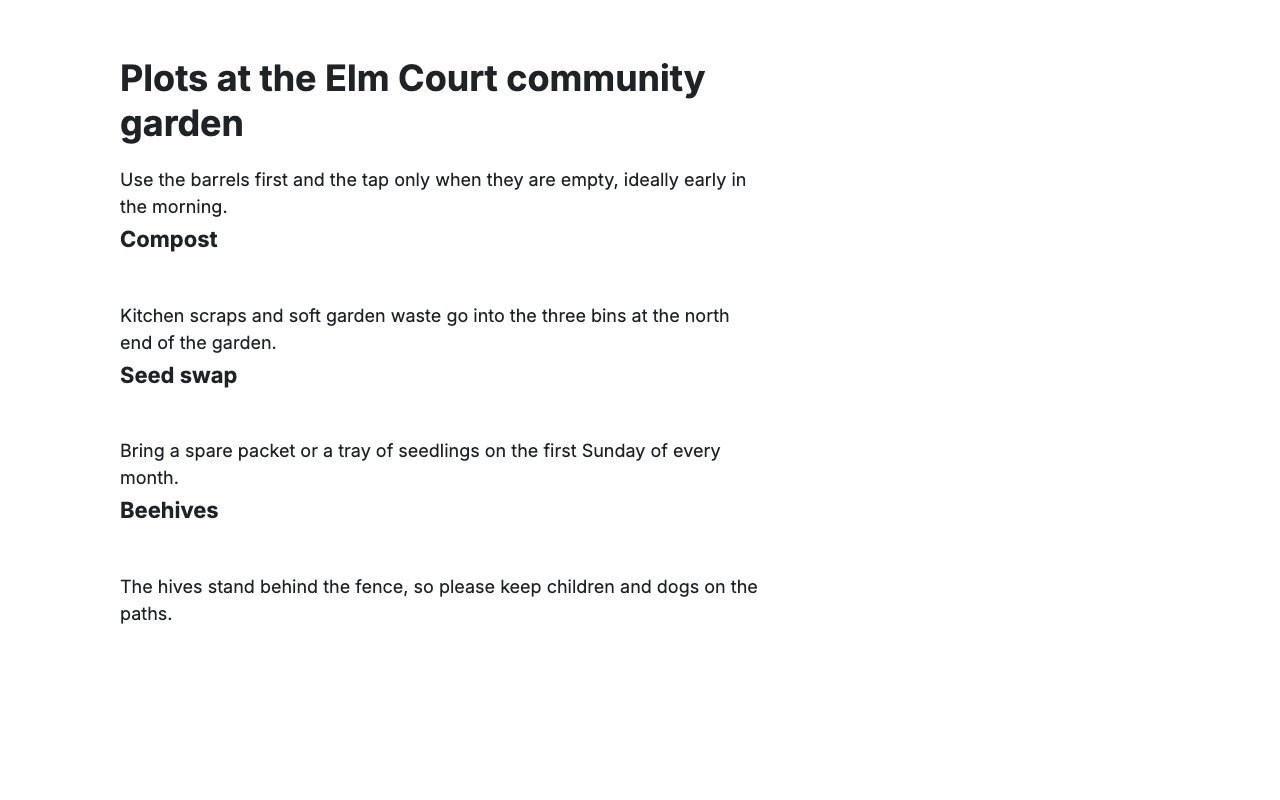 Plots at the Elm Court community
garden
Use the barrels first and the tap only when they are empty, ideally early in
the morning.
Compost
Kitchen scraps and soft garden waste go into the three bins at the north
end of the garden.
Seed swap
Bring a spare packet or a tray of seedlings on the first Sunday of every
month.
Beehives
The hives stand behind the fence, so please keep children and dogs on the
paths.